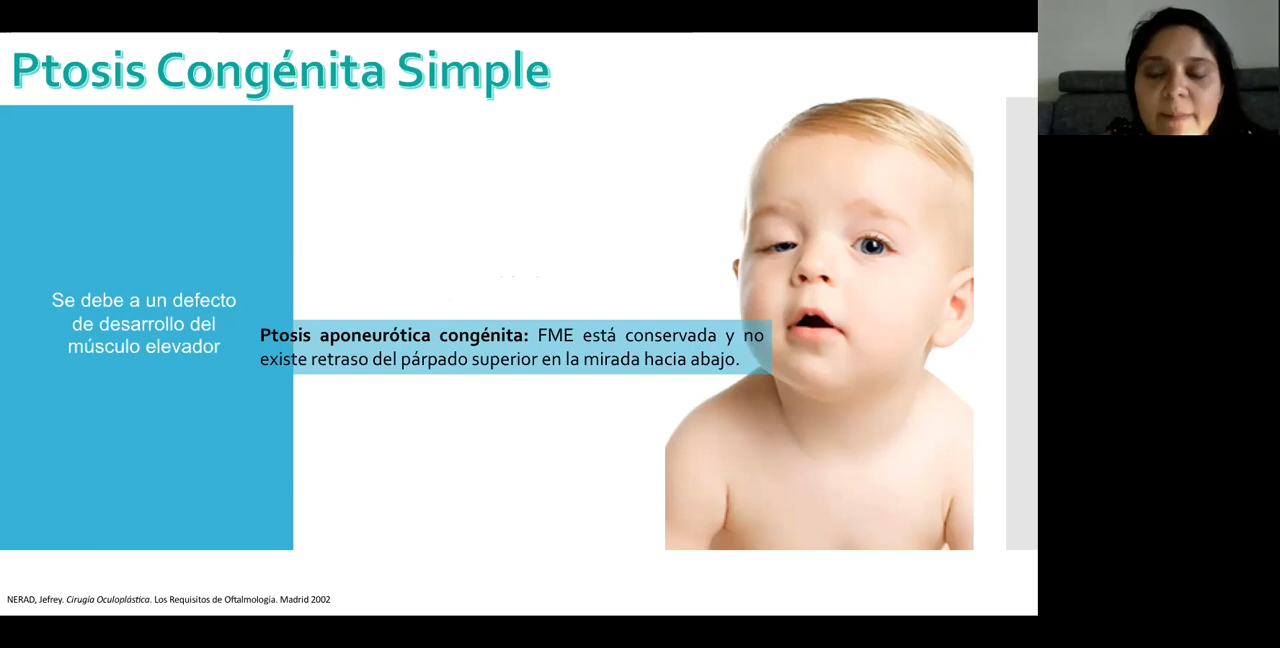 Ptosis Congénita Simple
Se debe a un defecto
de desarrollo del
músculo elevador
Ptosis aponeurótica congénita: FME está conservada y no
existe retraso del párpado superior en la mirada hacia abajo.
NERAD, Jefrey. Cirugía Oculoplástica. Los Requisitos de Oftalmología. Madrid 2002